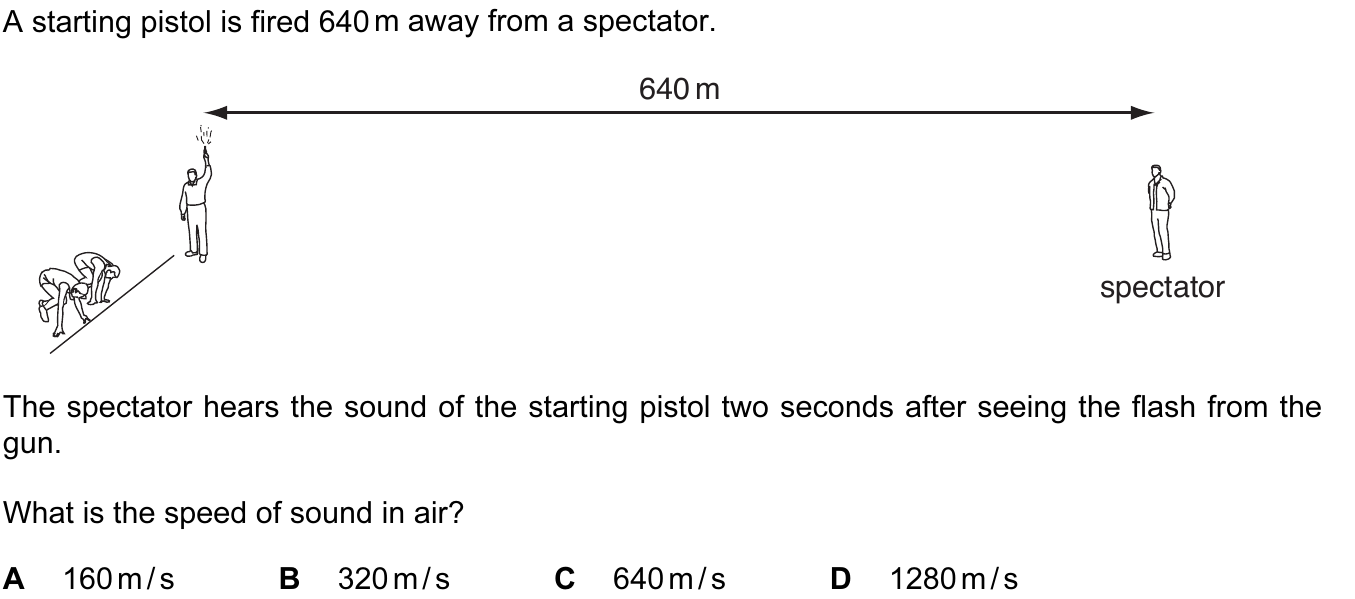 A starting pistol is fired 640 m away from a spectator.
640 m
spectator
The spectator hears the sound of the starting pistol two seconds after seeing the flash from the
gun.
What is the speed of sound in air?
A 160 m / s B 320 m / s C 640 m / s D 1280 m / s